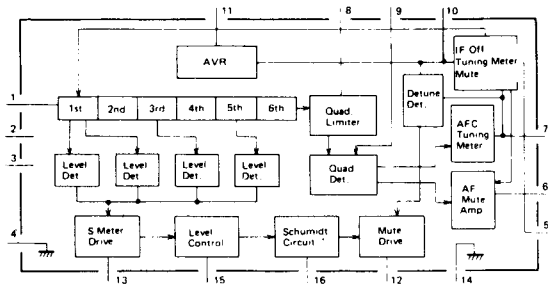 11
8
9
10
AVR
IF Off
Tuning Meter
Mute
Detune
Det.
1
1st 2nd 3rd 4th 5th 6th
Quad.
Limiter
AFC
Tuning
Meter
7
2
3
Level
Det
Level
Det.
Level
Det.
Level
Det.
Quad
Det.
AF
Mute
Amp
6
5
4
S Meter
Drive
Level
Control
Schumidt
Circuit
Mute
Drive
13
15
16
12
14